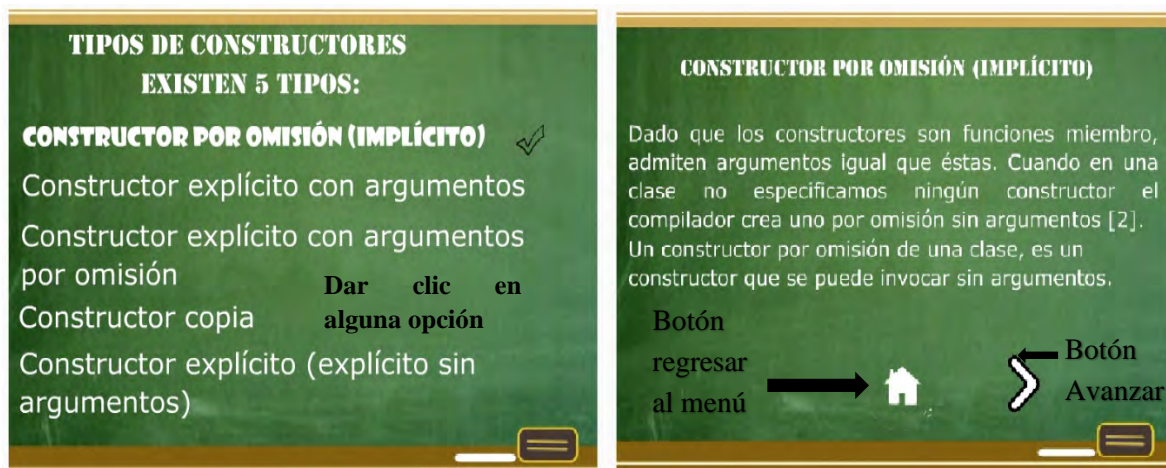 TIPOS DE CONSTRUCTORES
EXISTEN 5 TIPOS:
CONSTRUCTOR POR OMISIÓN (IMPLÍCITO)
Constructor explícito con argumentos
Constructor explícito con argumentos
por omisión
Dar clic en
alguna opción
Constructor copia
Constructor explícito (explícito sin
argumentos)
CONSTRUCTOR POR OMISIÓN (IMPLÍCITO)
Dado que los constructores son funciones miembro,
admiten argumentos igual que éstas. Cuando en una
clase no especificamos ningún constructor el
compilador crea uno por omisión sin argumentos [2].
Un constructor por omisión de una clase, es un
constructor que se puede invocar sin argumentos.
Botón
regresar
al menú
Botón
Avanzar